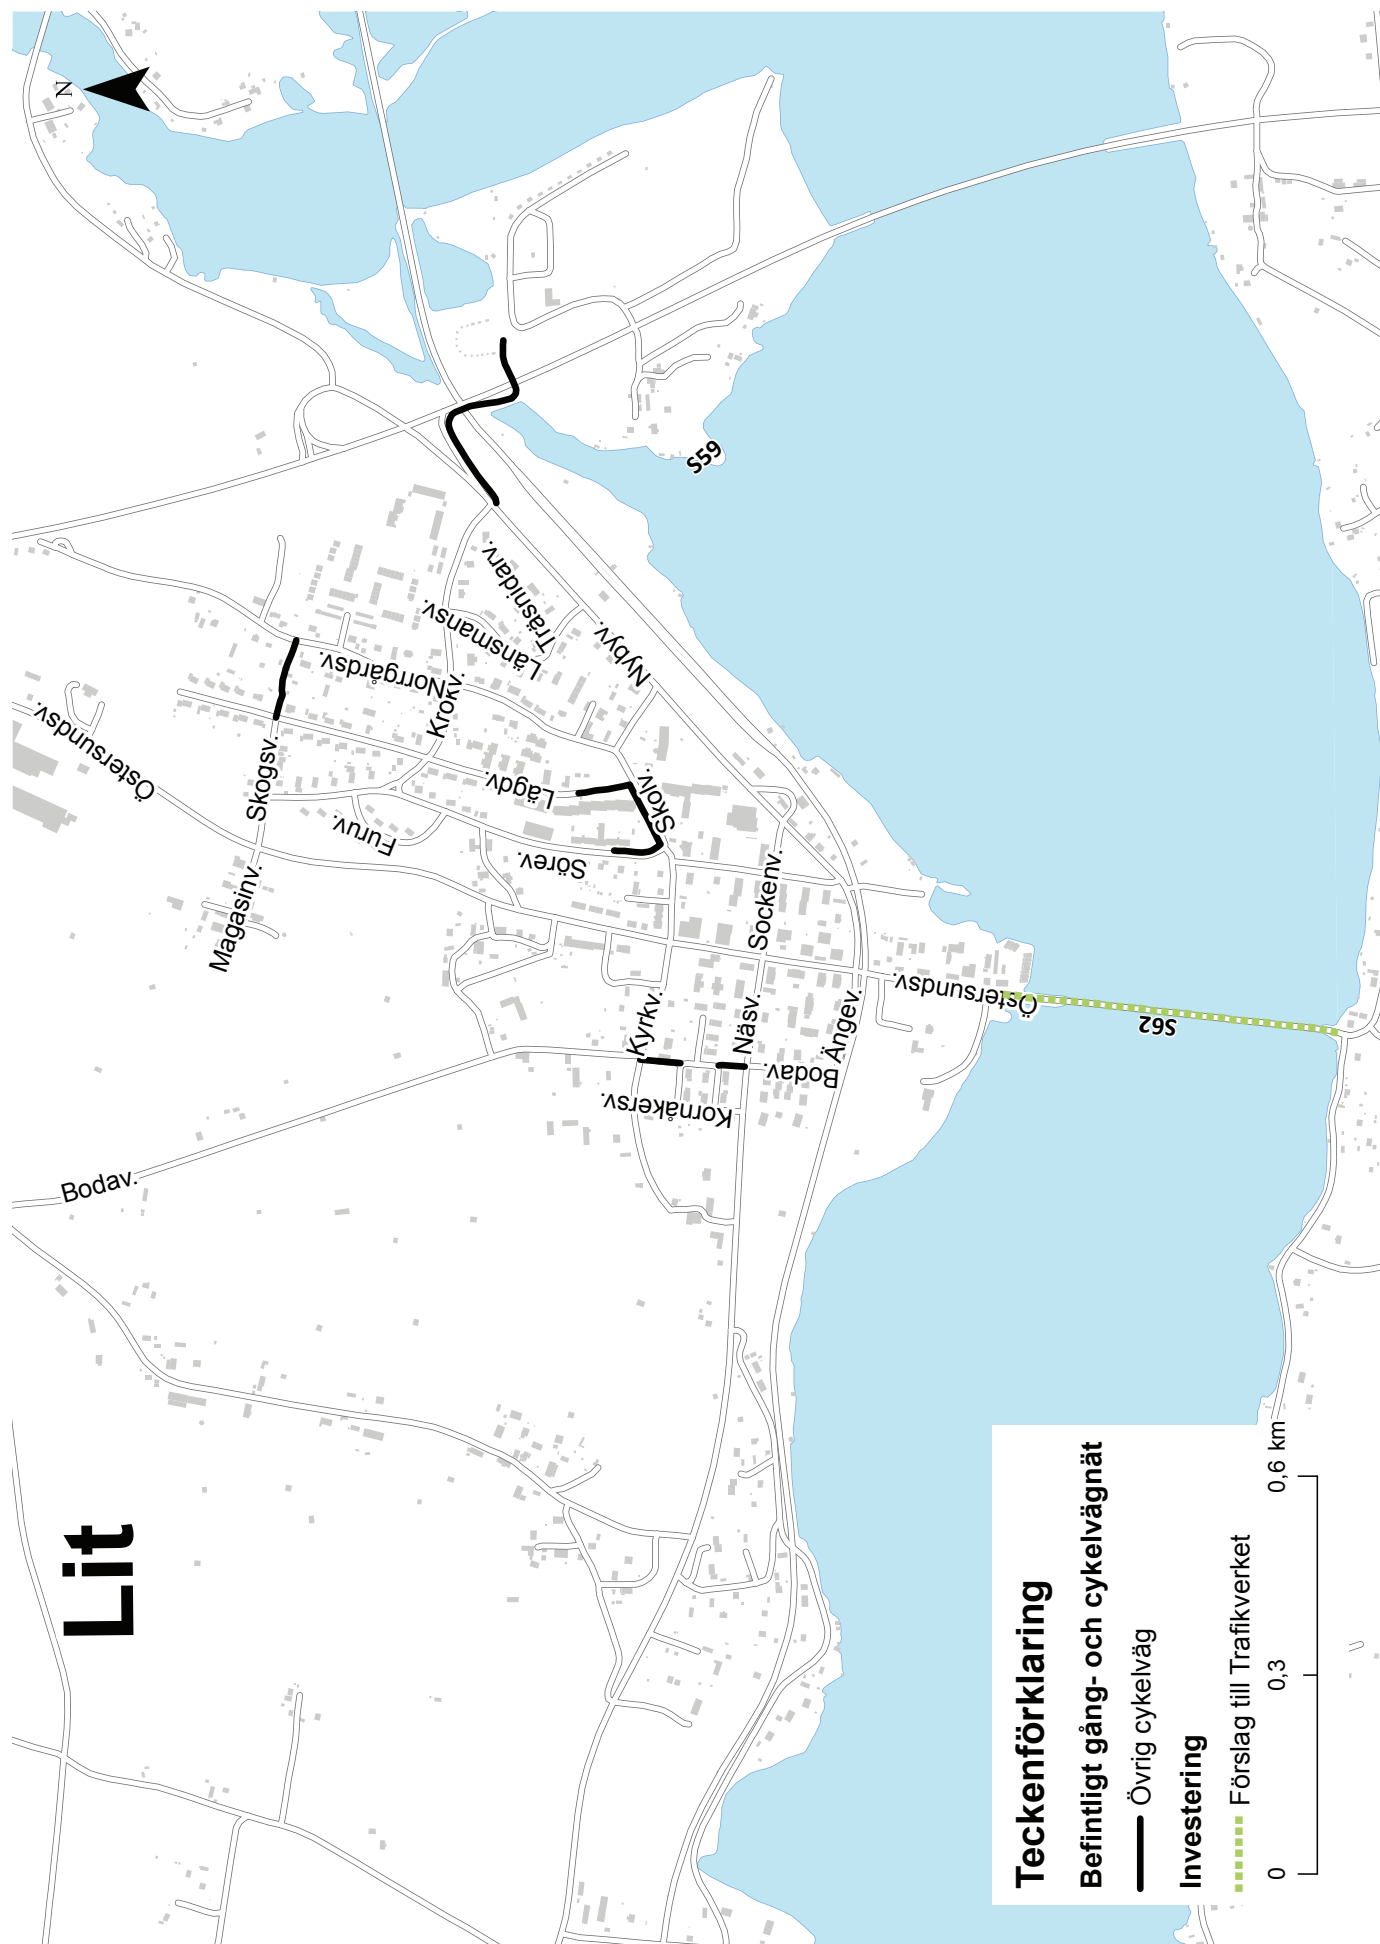 Lit
N
Östersundsv.
Skogsv.
Magasinv.
Norrgårdsv.
Krokv.
Länsmansv.
Träsnidarv.
Nybyv.
Furuv.
Lägdv.
Sörev.
Skolv.
Sockenv.
Kyrkv.
Näsv.
Ängev.
Bodav.
Kornåkersv.
Bodav.
Östersundsv.
S59
S62
Teckenförklaring
Befintligt gång- och cykelvägnät
Övrig cykelväg
Investering
Förslag till Trafikverket
0 0,3 0,6 km